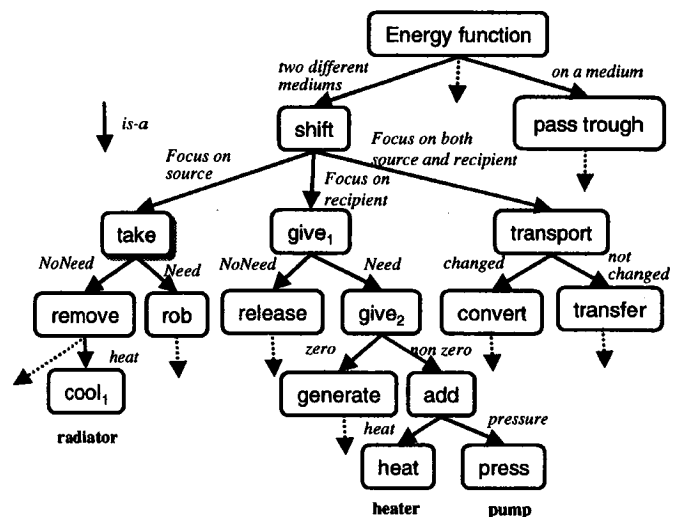 Energy function
two different
mediums
on a medium
is-a
shift
pass trough
Focus on
source
Focus on
recipient
Focus on both
source and recipient
take
give1
transport
NoNeed
Need
NoNeed
Need
changed
not
changed
remove
rob
release
give2
convert
transfer
heat
zero
non zero
cool1
generate
add
radiator
heat
pressure
heat
press
heater
pump